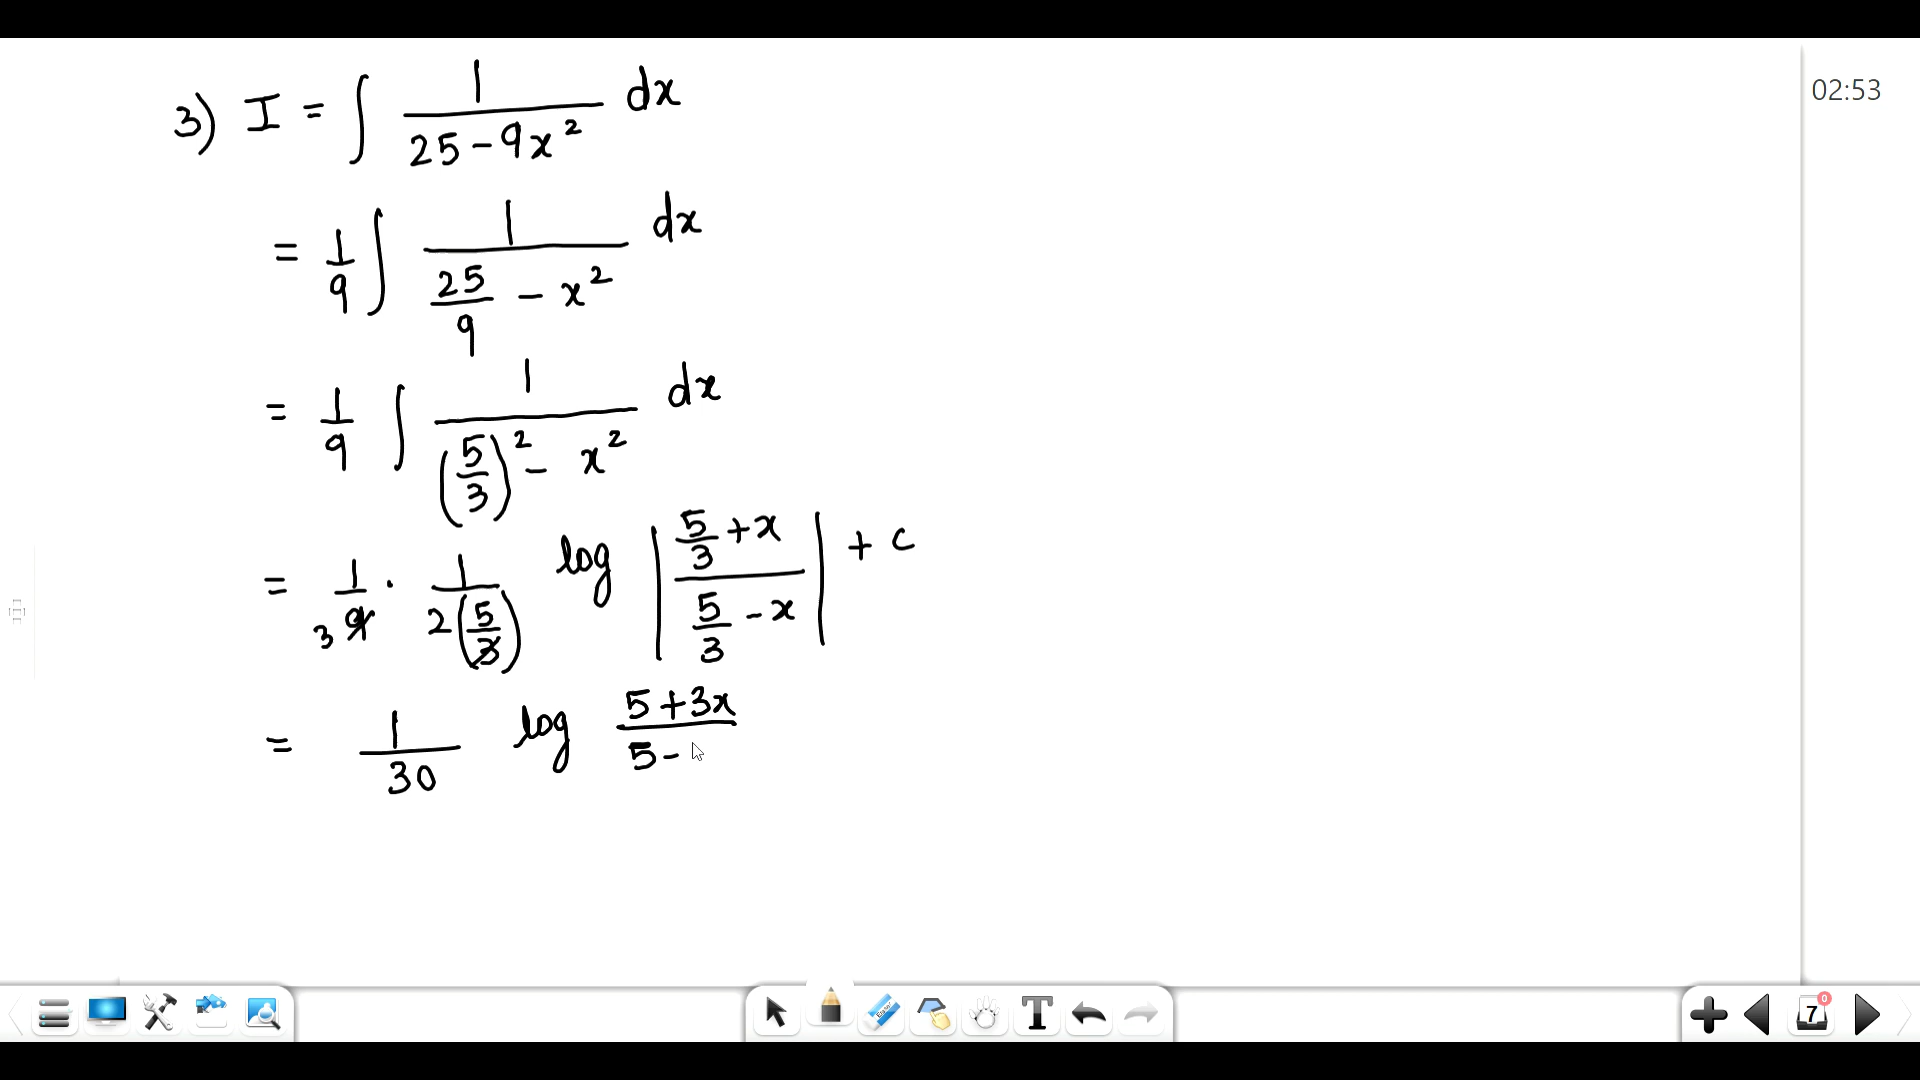 3) I = ∫ 1/(25-9x²) dx
02:53
= 1/9 ∫ 1/(25/9 - x²) dx
= 1/9 ∫ 1/((5/3)² - x²) dx
= 1/9 · 1/(2(5/3)) log |(5/3 + x)/(5/3 - x)| + c
3
= 1/30 log (5+3x)/(5-
T
7
0